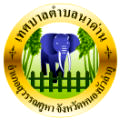 เทศบาลตำบลนาด่าน
อำเภอสุวรรณคูหา จังหวัดหนองบัวลำภู